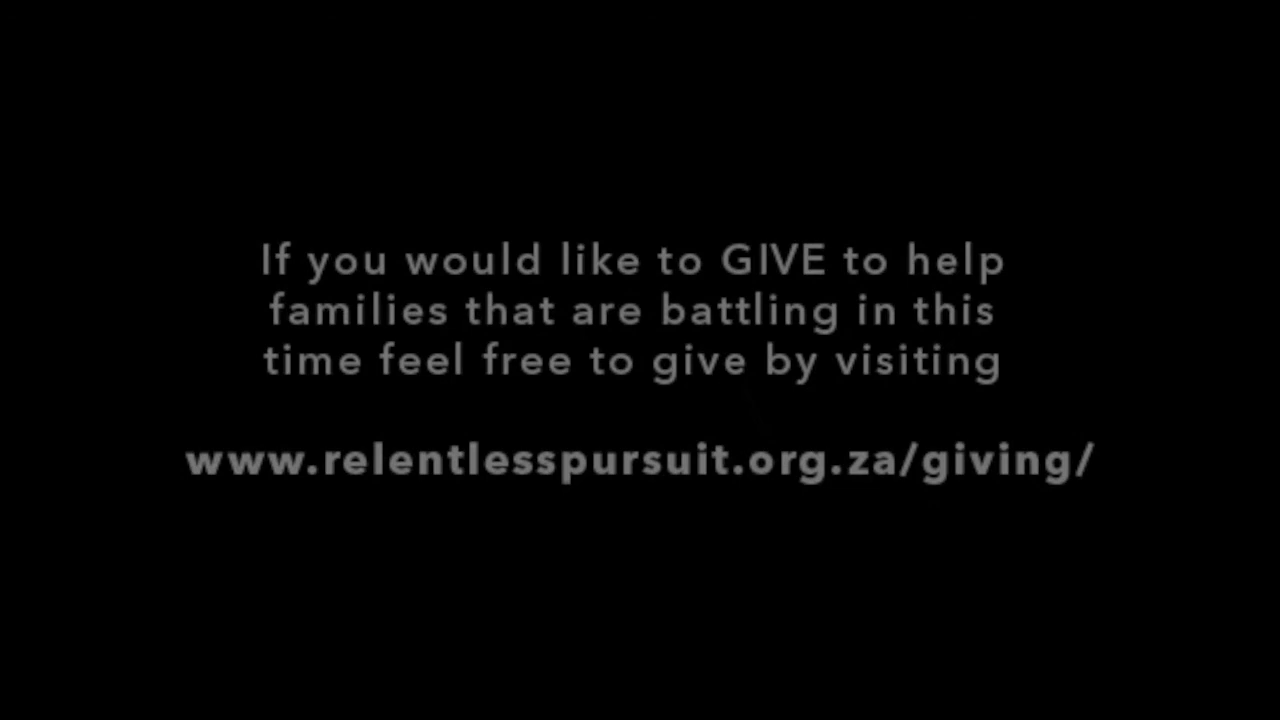 If you would like to GIVE to help
families that are battling in this
time feel free to give by visiting
www.relentlesspursuit.org.za/giving/